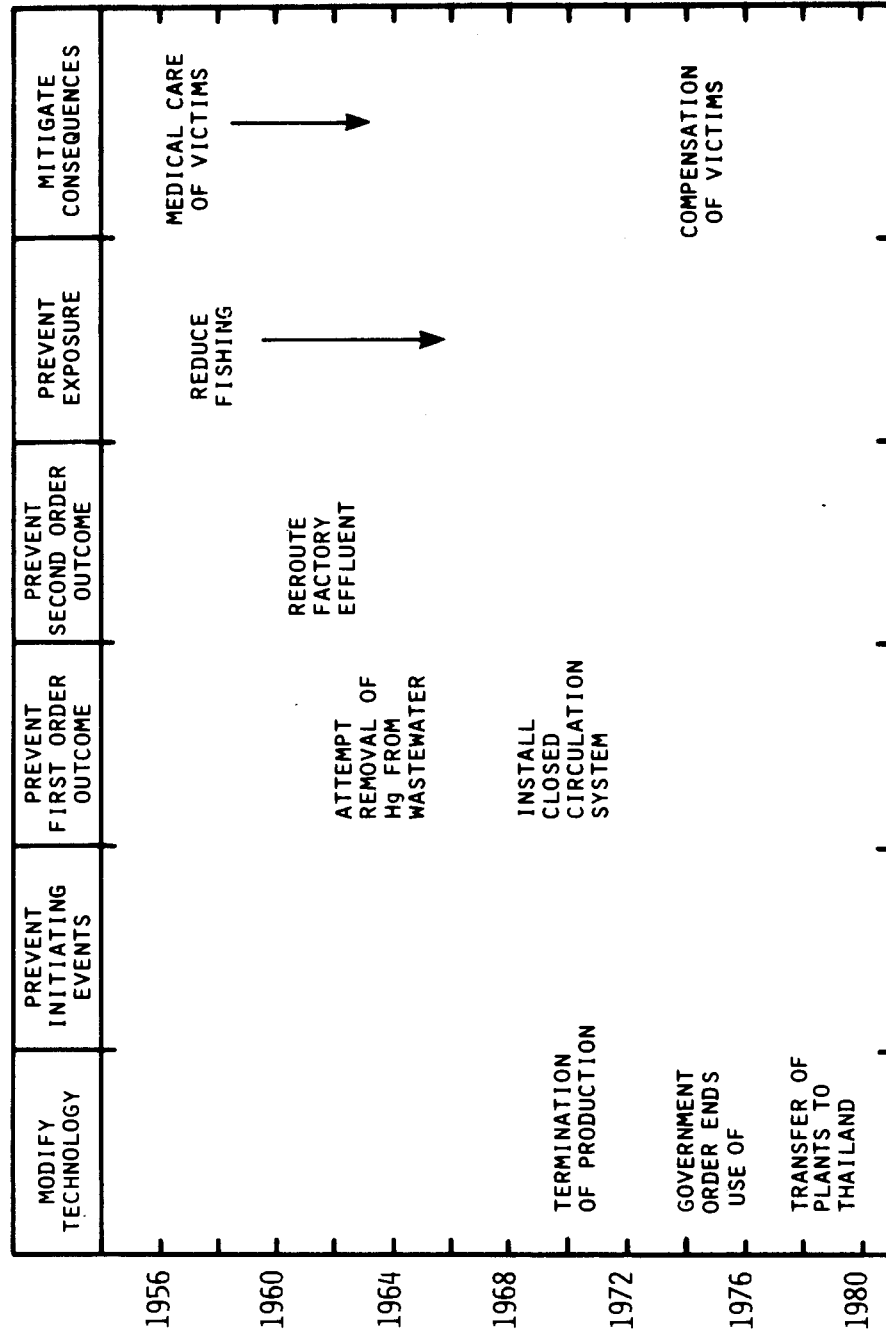 MODIFY
TECHNOLOGY
PREVENT
INITIATING
EVENTS
PREVENT
FIRST ORDER
OUTCOME
PREVENT
SECOND ORDER
OUTCOME
PREVENT
EXPOSURE
MITIGATE
CONSEQUENCES
1956
1960
1964
1968
1972
1976
1980
TERMINATION
OF PRODUCTION
GOVERNMENT
ORDER ENDS
USE OF
TRANSFER OF
PLANTS TO
THAILAND
ATTEMPT
REMOVAL OF
Hg FROM
WASTEWATER
INSTALL
CLOSED
CIRCULATION
SYSTEM
REROUTE
FACTORY
EFFLUENT
REDUCE
FISHING
MEDICAL CARE
OF VICTIMS
COMPENSATION
OF VICTIMS